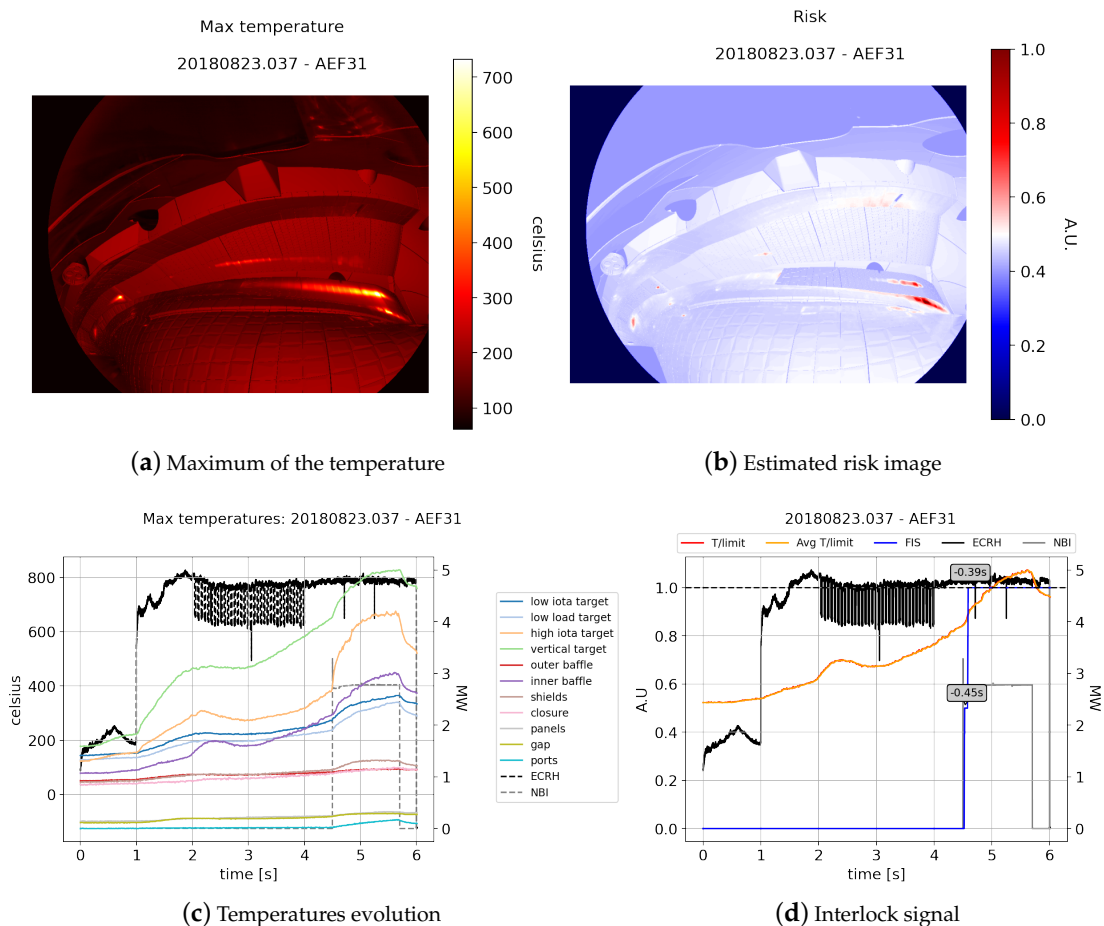 Max temperature
20180823.037 - AEF31
700
600
500
400
300
200
100
celsius
(a) Maximum of the temperature
Risk
20180823.037 - AEF31
1.0
0.8
0.6
0.4
0.2
0.0
A.U.
(b) Estimated risk image
Max temperatures: 20180823.037 - AEF31
800
600
400
200
0
celsius
5
4
3
2
1
0
MW
0 1 2 3 4 5 6
time [s]
low iota target
low load target
high iota target
vertical target
outer baffle
inner baffle
shields
closure
panels
gap
ports
ECRH
NBI
(c) Temperatures evolution
20180823.037 - AEF31
T/limit Avg T/limit FIS ECRH NBI
-0.39s
-0.45s
1.0
0.8
0.6
0.4
0.2
0.0
A.U
5
4
3
2
1
0
MW
0 1 2 3 4 5 6
time [s]
(d) Interlock signal